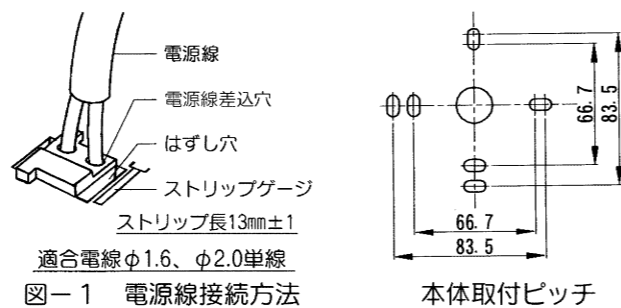 電源線
電源線差込穴
はずし穴
ストリップゲージ
ストリップ長13mm±1
適合電線φ1.6、φ2.0単線
図－1 電源線接続方法
66.7
83.5
66.7
83.5
本体取付ピッチ